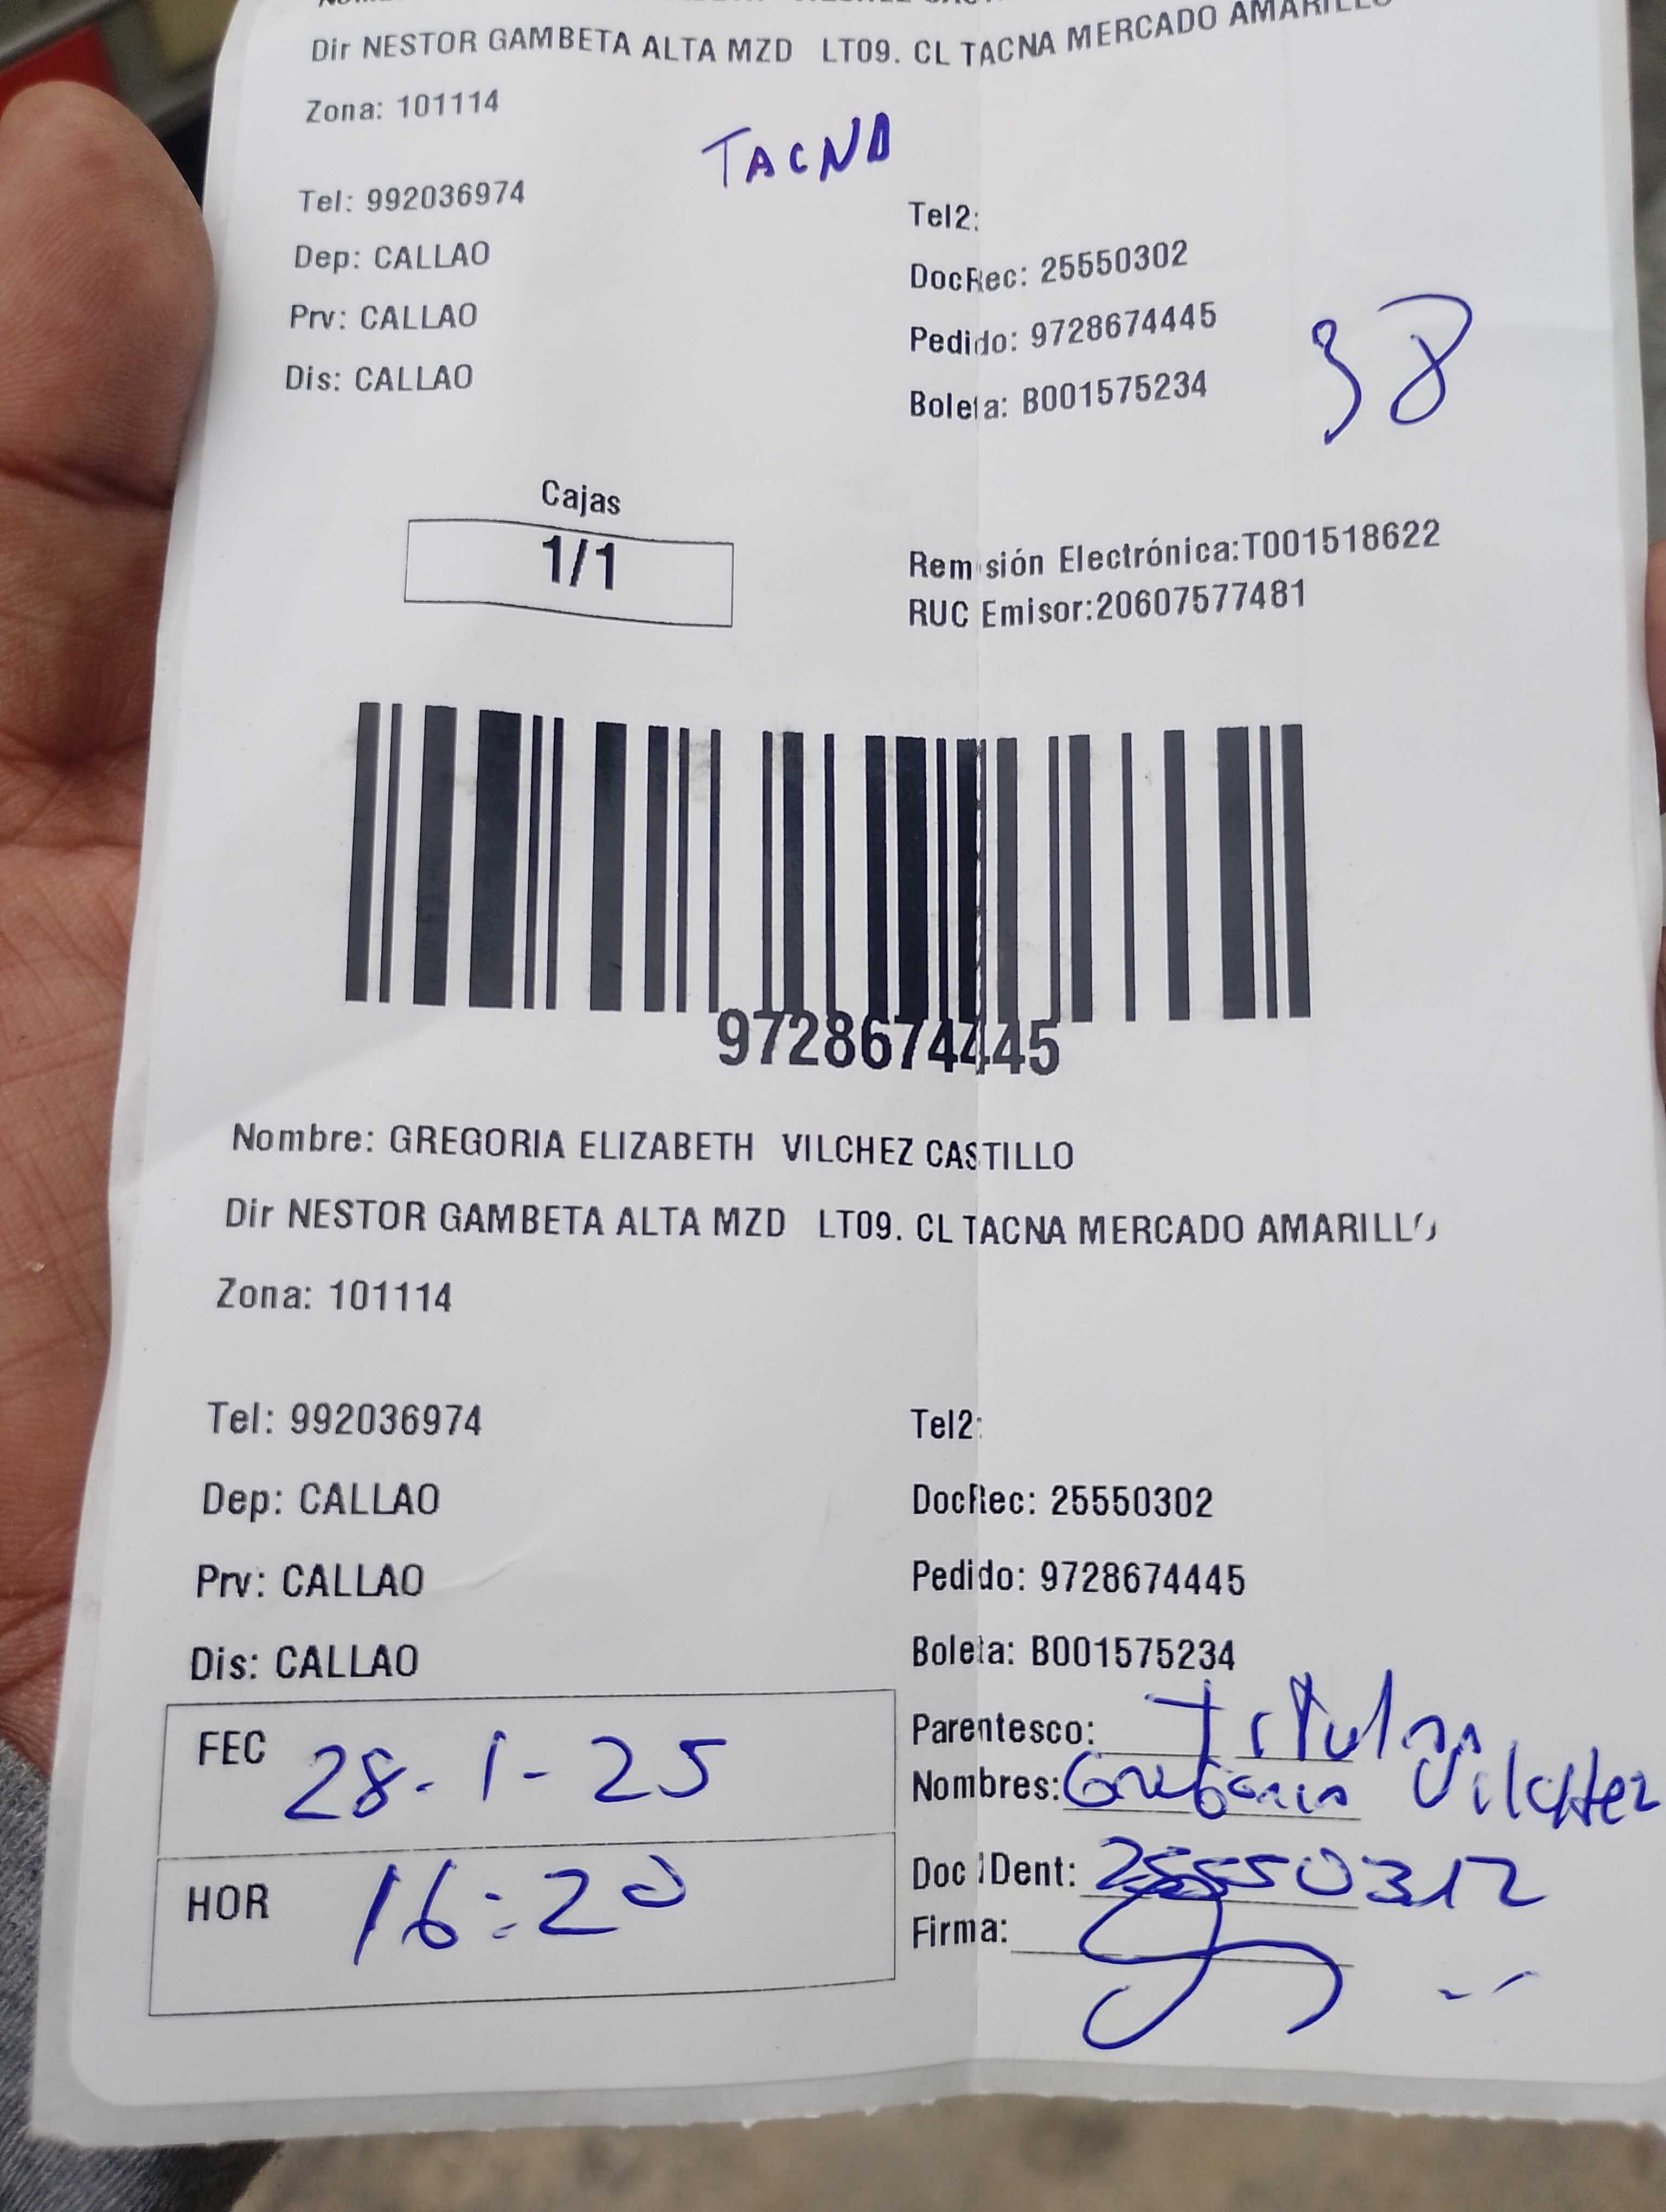 Dir NESTOR GAMBETA ALTA MZD LT09. CL TACNA MERCADO AMARILLO
Zona: 101114
TACNA
Tel: 992036974
Tel2:
Dep: CALLAO
DocRec: 25550302
Prv: CALLAO
Pedido: 9728674445
38
Dis: CALLAO
Boleta: B001575234
Cajas
1/1
Remisión Electrónica:T001518622
RUC Emisor:20607577481
9728674445
Nombre: GREGORIA ELIZABETH VILCHEZ CASTILLO
Dir NESTOR GAMBETA ALTA MZD LT09. CL TACNA MERCADO AMARILLO
Zona: 101114
Tel: 992036974
Tel2:
Dep: CALLAO
DocRec: 25550302
Prv: CALLAO
Pedido: 9728674445
Dis: CALLAO
Boleta: B001575234
FEC 28-1-25
Parentesco: titular
Nombres: Gregoria Vilchez
HOR 16:20
Doc IDent: 25550312
Firma: